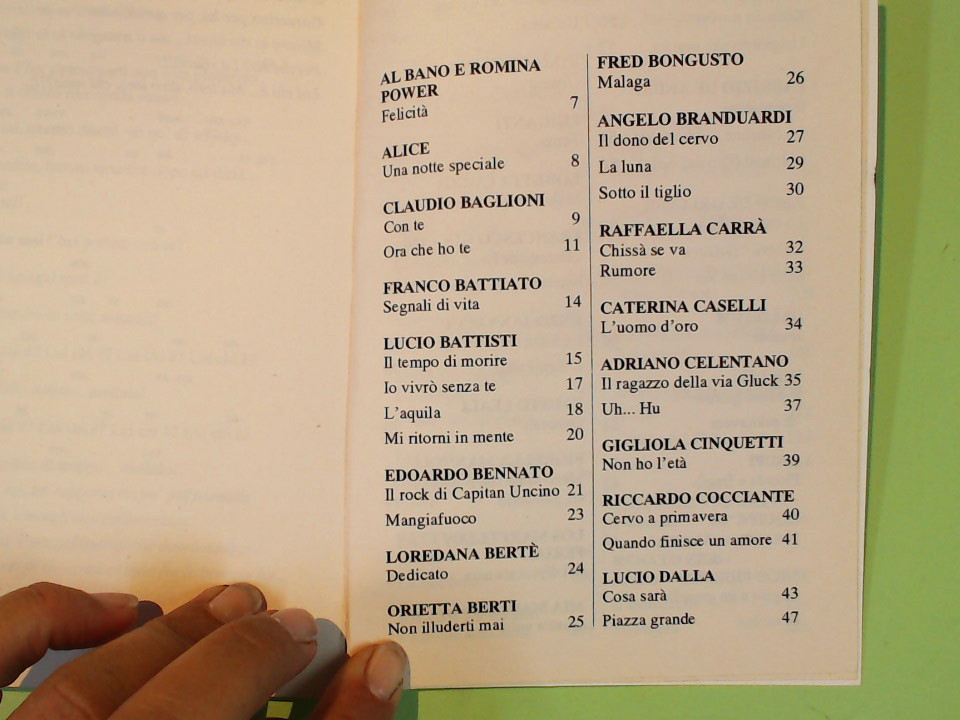 AL BANO E ROMINA
POWER
Felicità 7
ALICE
Una notte speciale 8
CLAUDIO BAGLIONI
Con te 9
Ora che ho te 11
FRANCO BATTIATO
Segnali di vita 14
LUCIO BATTISTI
Il tempo di morire 15
Io vivrò senza te 17
L'aquila 18
Mi ritorni in mente 20
EDOARDO BENNATO
Il rock di Capitan Uncino 21
Mangiafuoco 23
LOREDANA BERTÈ
Dedicato 24
ORIETTA BERTI
Non illuderti mai 25
FRED BONGUSTO
Malaga 26
ANGELO BRANDUARDI
Il dono del cervo 27
La luna 29
Sotto il tiglio 30
RAFFAELLA CARRÀ
Chissà se va 32
Rumore 33
CATERINA CASELLI
L'uomo d'oro 34
ADRIANO CELENTANO
Il ragazzo della via Gluck 35
Uh... Hu 37
GIGLIOLA CINQUETTI
Non ho l'età 39
RICCARDO COCCIANTE
Cervo a primavera 40
Quando finisce un amore 41
LUCIO DALLA
Cosa sarà 43
Piazza grande 47